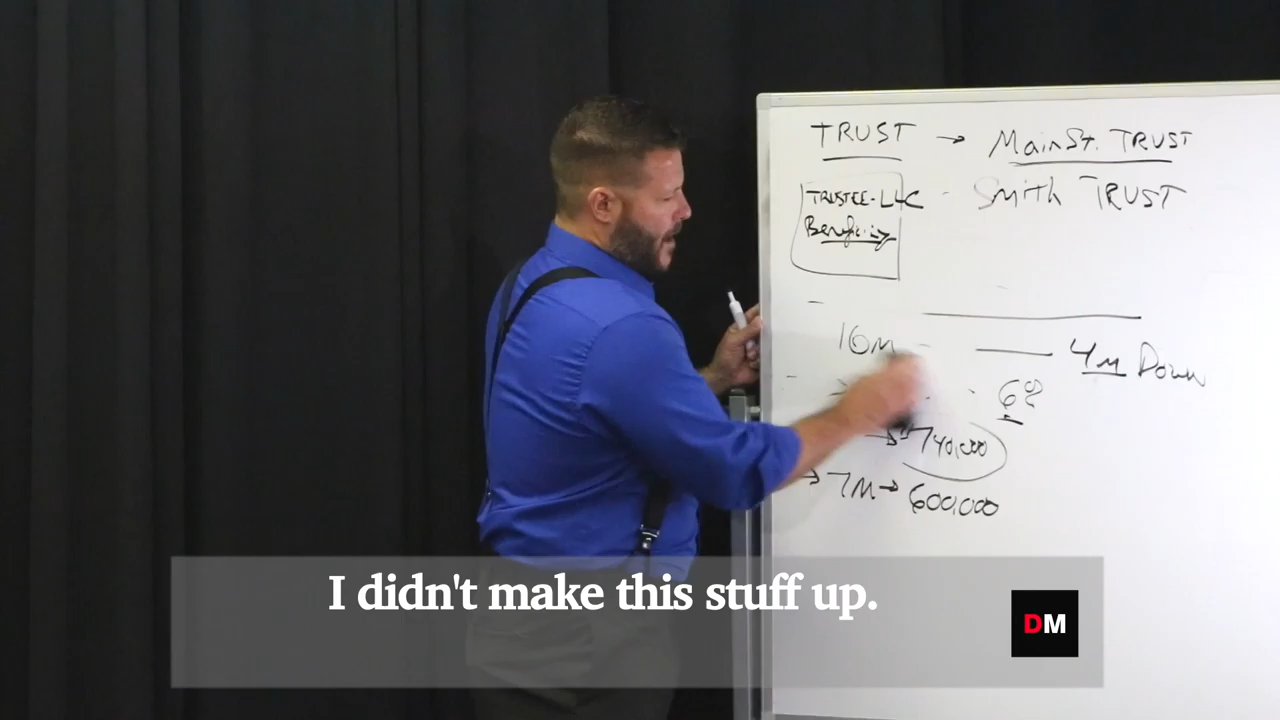 TRUST → MainSt. TRUST
TRUSTEE-LLC - Smith TRUST
Beneficiary
10M - — 4M Down
6%
→ $740,000
→ 7M → 600,000
I didn't make this stuff up.
DM